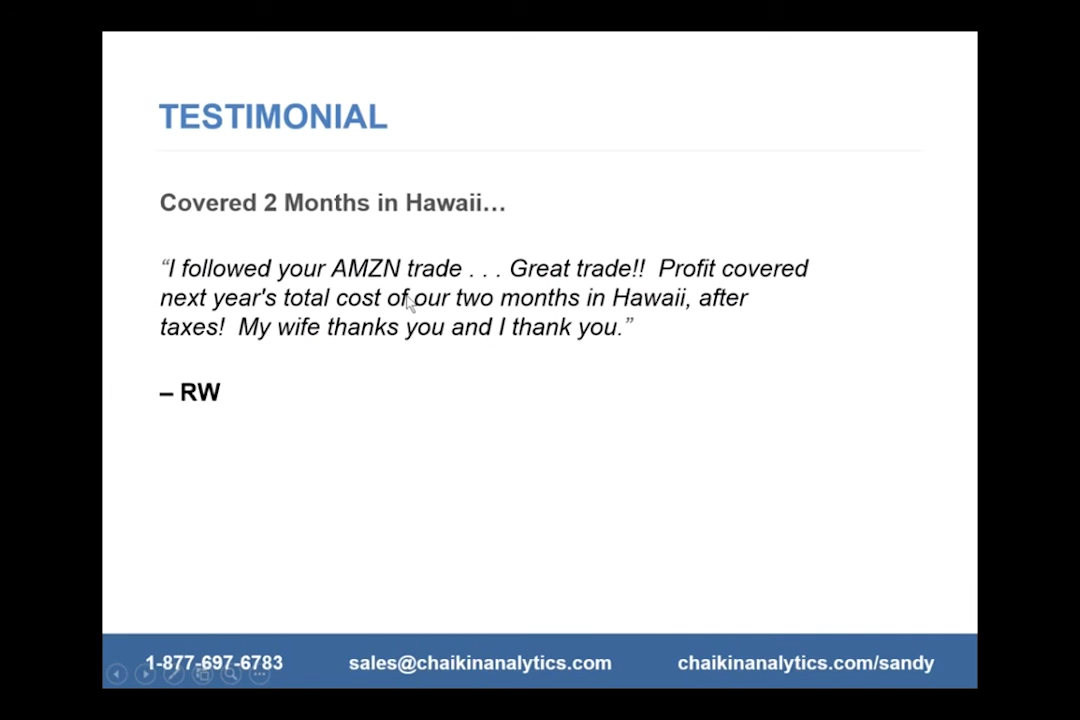 TESTIMONIAL
Covered 2 Months in Hawaii…
“I followed your AMZN trade . . . Great trade!!  Profit covered
next year's total cost of our two months in Hawaii, after
taxes!  My wife thanks you and I thank you.”
– RW
1-877-697-6783 sales@chaikinanalytics.com chaikinanalytics.com/sandy